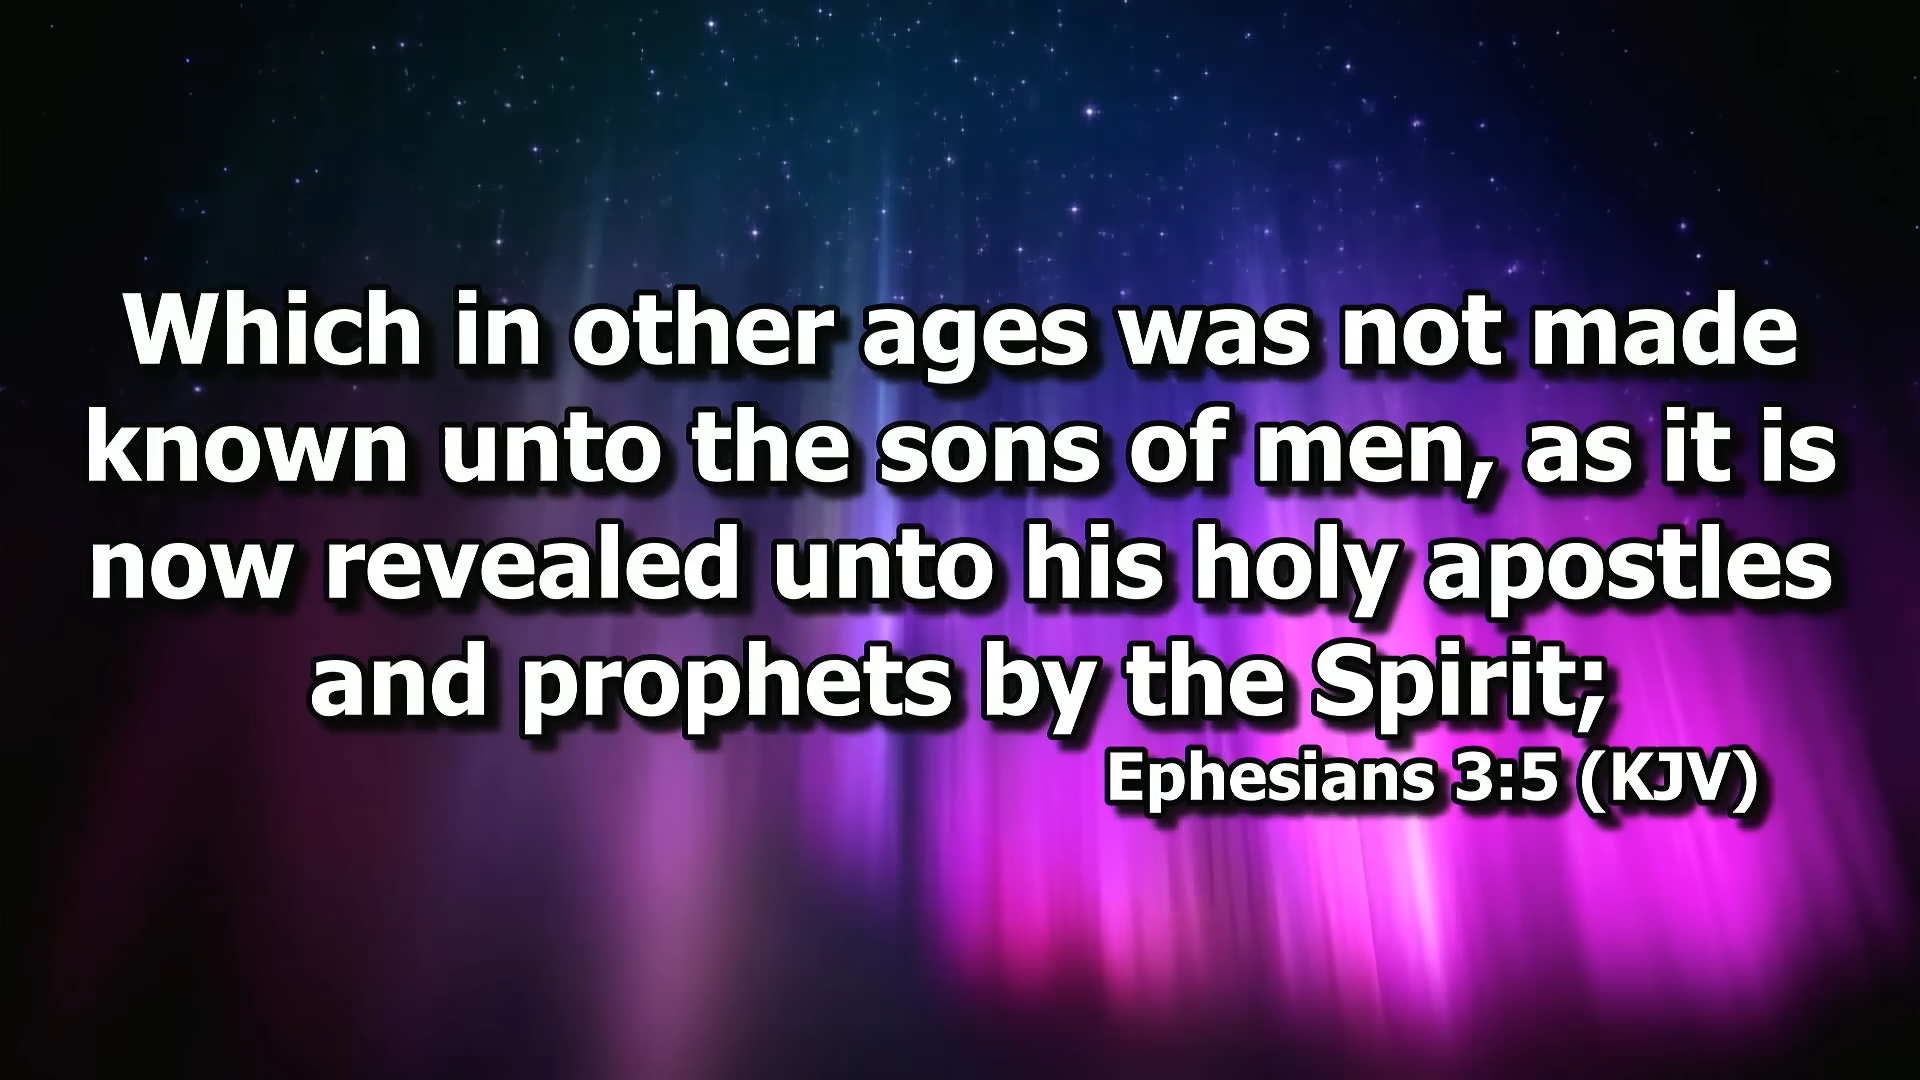 Which in other ages was not made
known unto the sons of men, as it is
now revealed unto his holy apostles
and prophets by the Spirit;
Ephesians 3:5 (KJV)